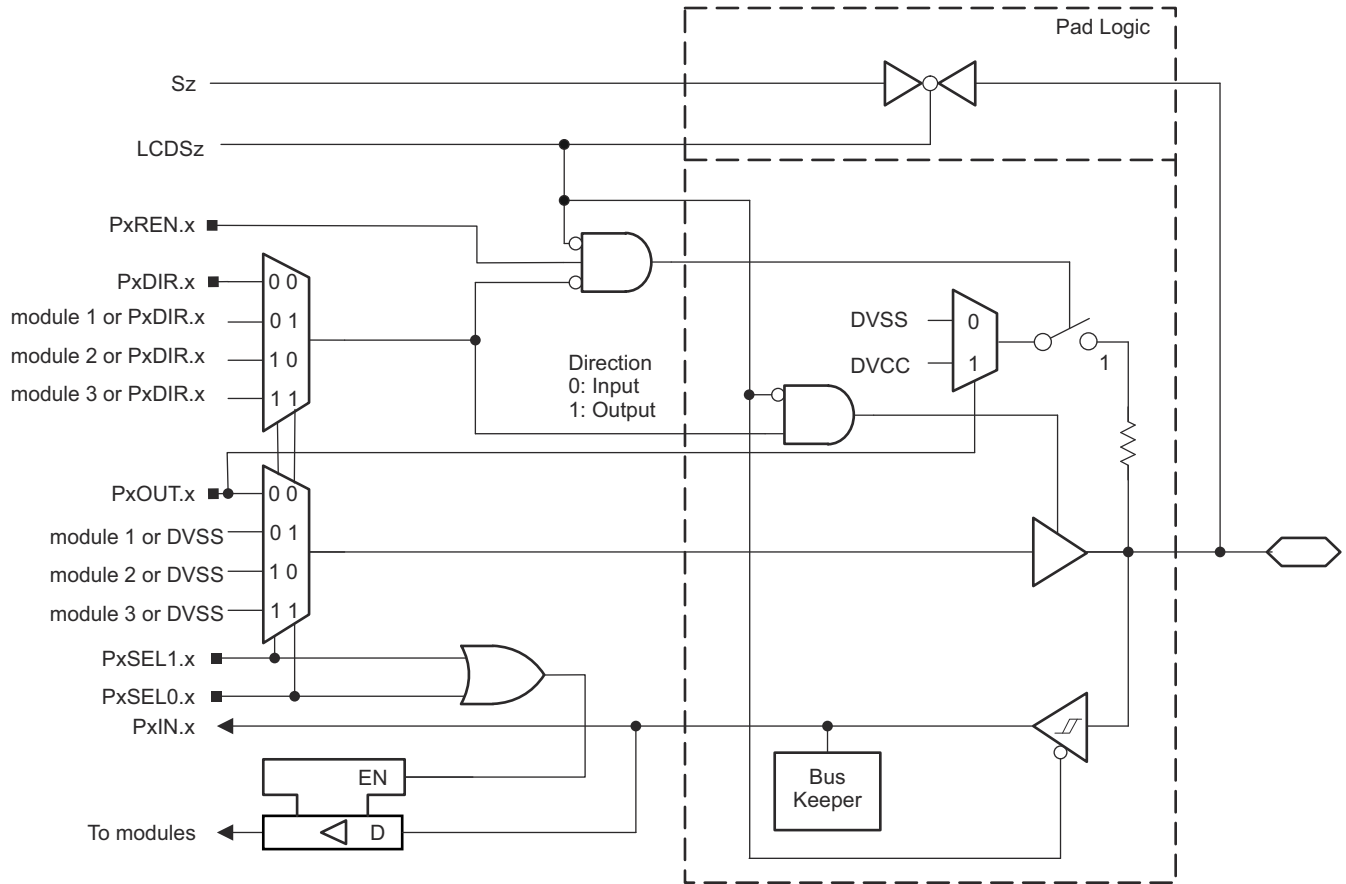 Pad Logic
Sz
LCDSz
PxREN.x
PxDIR.x
0 0
module 1 or PxDIR.x
0 1
module 2 or PxDIR.x
1 0
module 3 or PxDIR.x
1 1
Direction
0: Input
1: Output
DVSS
0
DVCC
1
1
PxOUT.x
0 0
module 1 or DVSS
0 1
module 2 or DVSS
1 0
module 3 or DVSS
1 1
PxSEL1.x
PxSEL0.x
PxIN.x
EN
Bus
Keeper
To modules
D